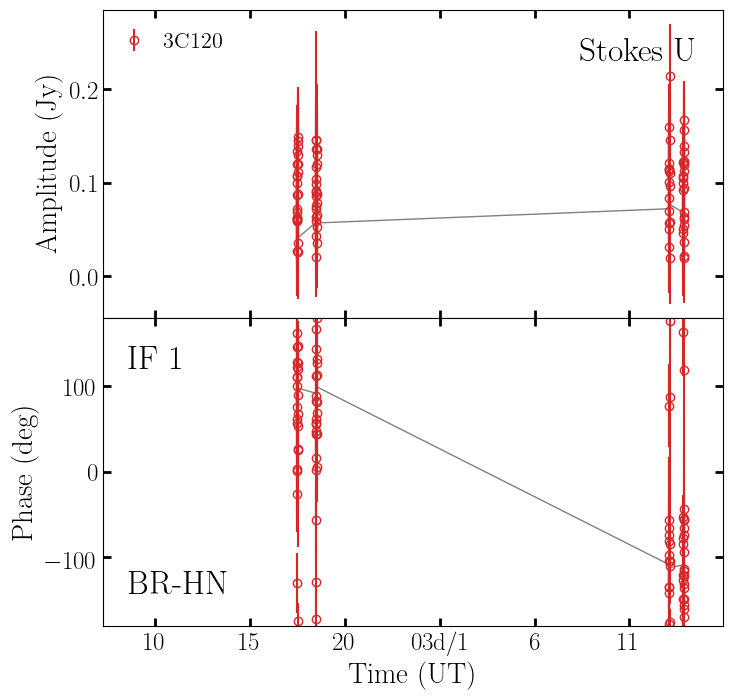 3C120
Stokes U
Amplitude (Jy)
0.2
0.1
0.0
IF 1
Phase (deg)
100
0
−100
BR-HN
10 15 20 03d/1 6 11
Time (UT)